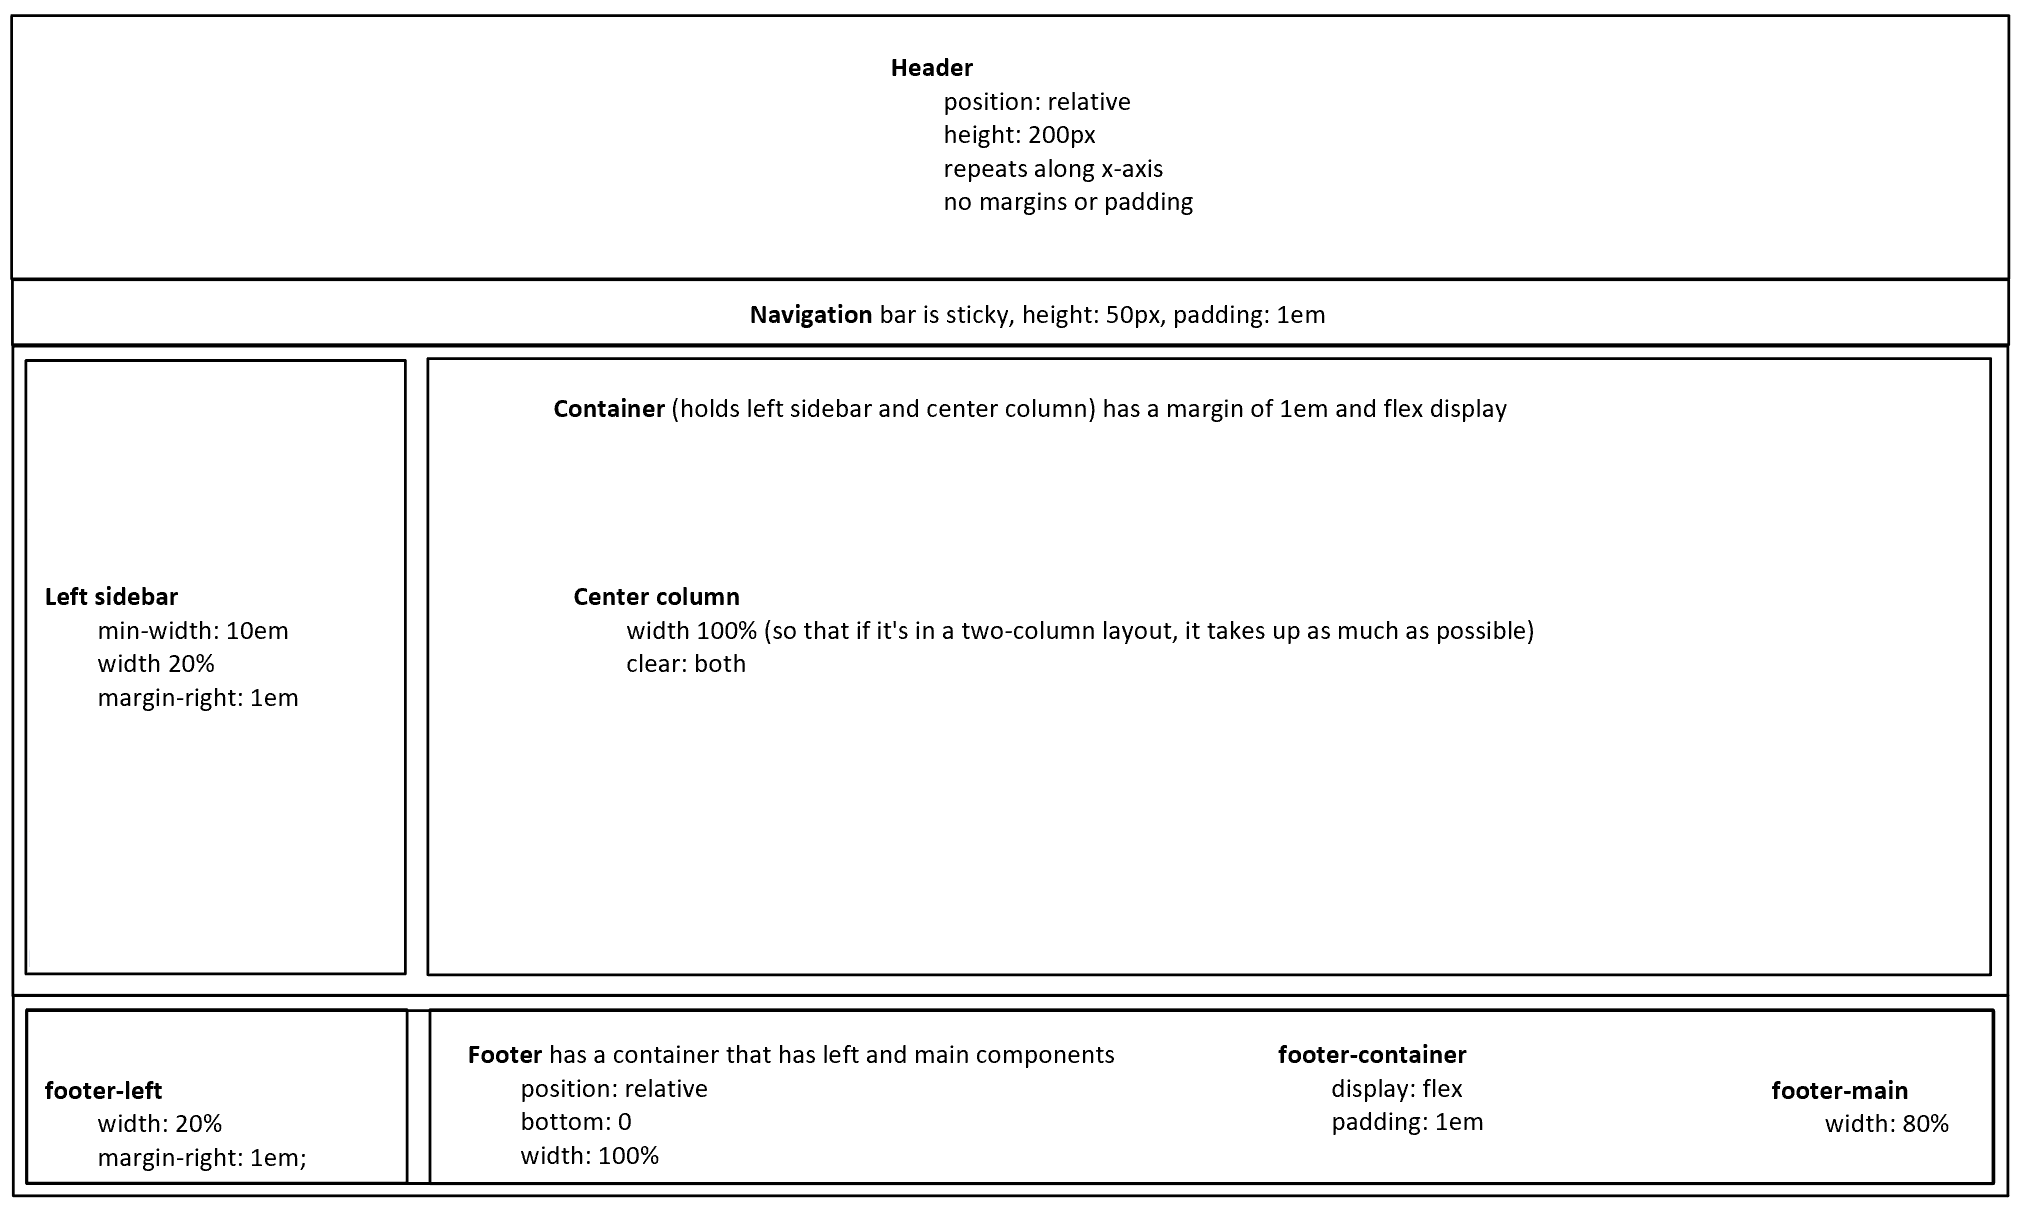 Header
position: relative
height: 200px
repeats along x-axis
no margins or padding
Navigation bar is sticky, height: 50px, padding: 1em
Container (holds left sidebar and center column) has a margin of 1em and flex display
Left sidebar
min-width: 10em
width 20%
margin-right: 1em
Center column
width 100% (so that if it's in a two-column layout, it takes up as much as possible)
clear: both
footer-left
width: 20%
margin-right: 1em;
Footer has a container that has left and main components
position: relative
bottom: 0
width: 100%
footer-container
display: flex
padding: 1em
footer-main
width: 80%